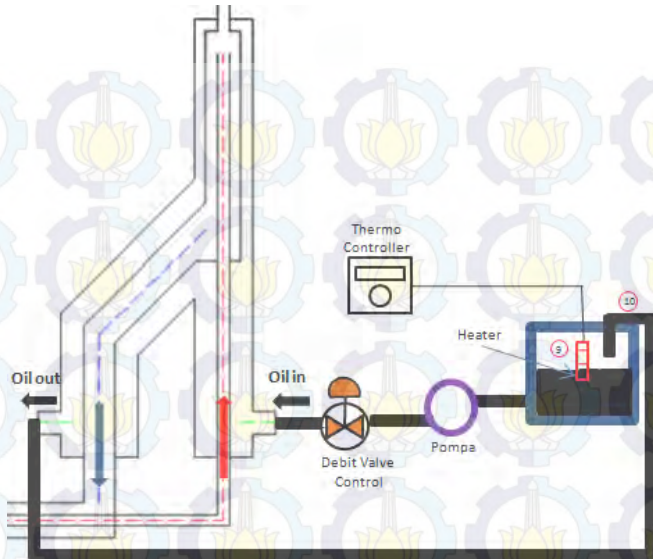 Thermo
Controller
10
Heater
9
Oil out
Oil in
Pompa
Debit Valve
Control